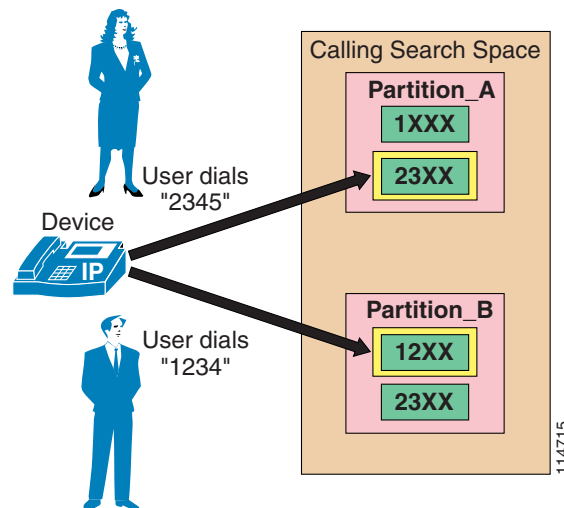 Calling Search Space
Partition_A
1XXX
23XX
User dials
"2345"
Device
IP
User dials
"1234"
Partition_B
12XX
23XX
114715